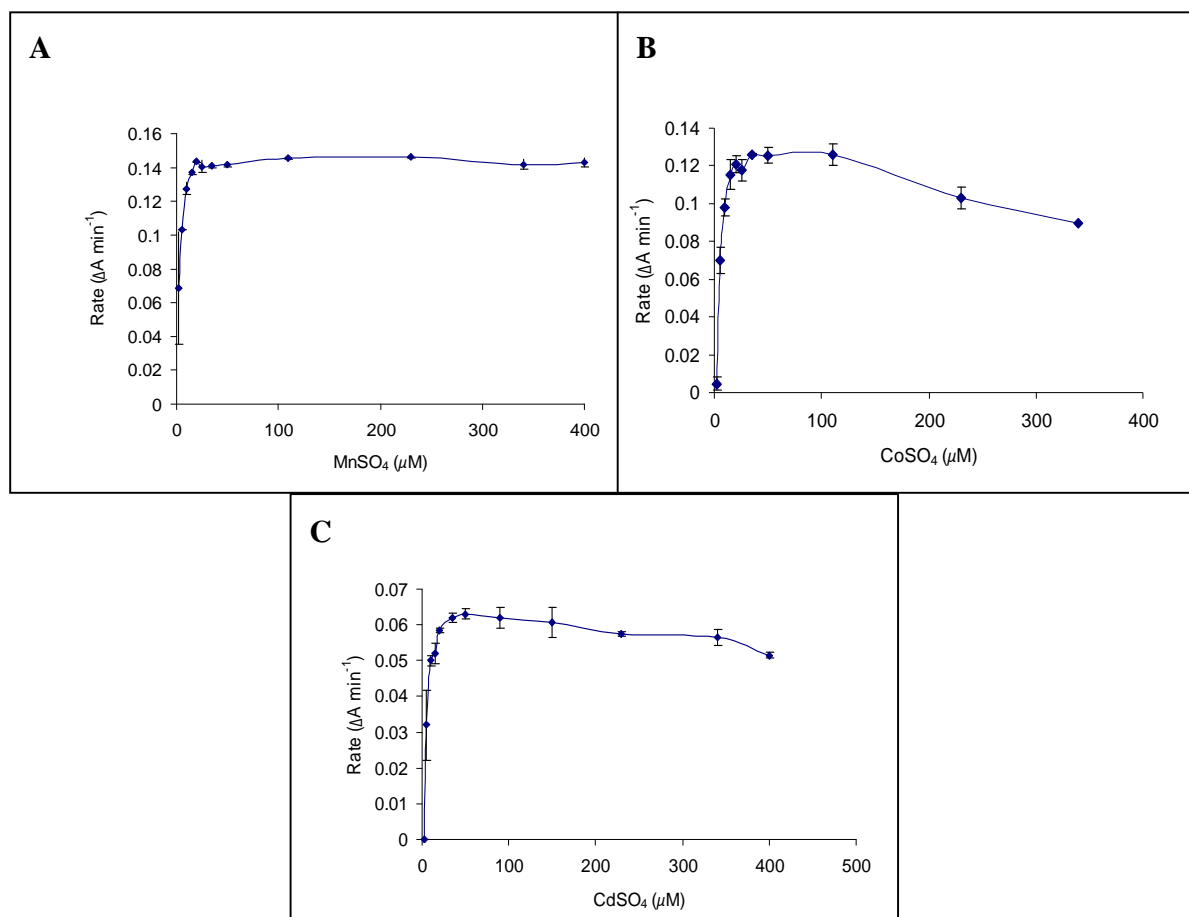 A
0.16
0.14
0.12
0.1
0.08
0.06
0.04
0.02
0
Rate (ΔA min⁻¹)
0 100 200 300 400
MnSO₄ (μM)
B
0.14
0.12
0.1
0.08
0.06
0.04
0.02
0
Rate (ΔA min⁻¹)
0 100 200 300 400
CoSO₄ (μM)
C
0.07
0.06
0.05
0.04
0.03
0.02
0.01
0
Rate (ΔA min⁻¹)
0 100 200 300 400 500
CdSO₄ (μM)